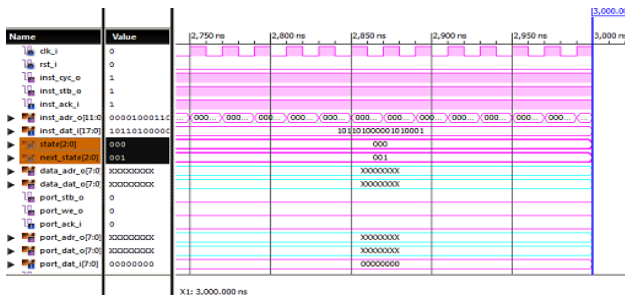 3,000.00
Name Value 2,750 ns 2,800 ns 2,850 ns 2,900 ns 2,950 ns 3,000 ns
clk_i 0
rst_i 0
inst_cyc_o 1
inst_stb_o 1
inst_ack_i 1
inst_adr_o[11:0 0000100011 ... 000... 000... 000... 000... 000... 000... 000... 000... 000... 000... 000... 000... ...
inst_dat_i[17:0] 10110100000 101101000001010001
state[2:0] 000 000
next_state[2:0] 001 001
data_adr_o[7:0] XXXXXXXX XXXXXXXX
data_dat_o[7:0] XXXXXXXX XXXXXXXX
port_stb_o 0
port_we_o 0
port_ack_i 0
port_adr_o[7:0] XXXXXXXX XXXXXXXX
port_dat_o[7:0] XXXXXXXX XXXXXXXX
port_dat_i[7:0] 00000000 00000000
X1: 3,000.000 ns